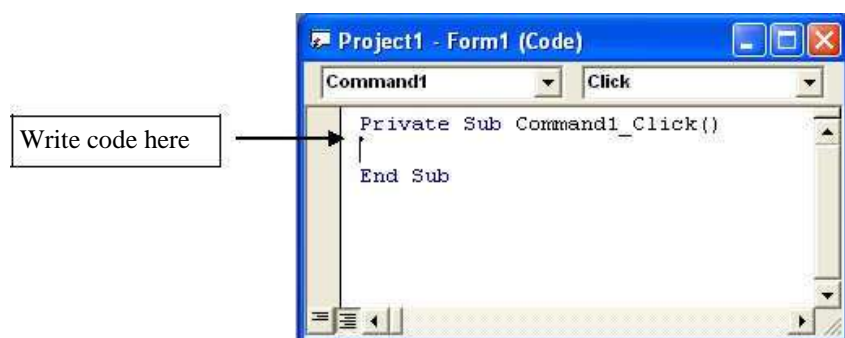 Project1 - Form1 (Code)
Command1 Click
Write code here
Private Sub Command1_Click()
End Sub